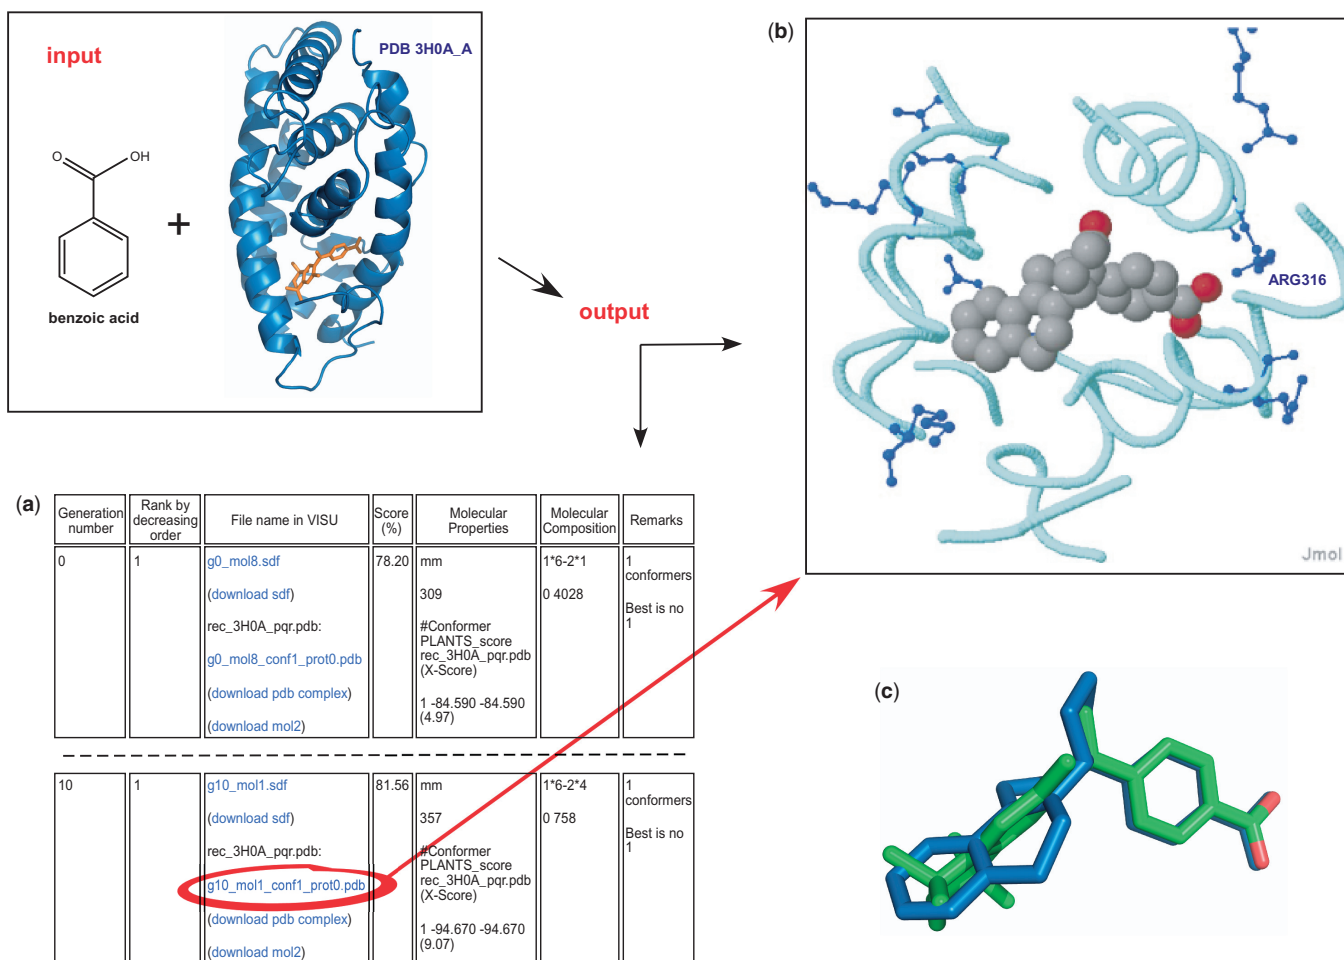 input
PDB 3H0A_A
O
OH
+
benzoic acid
output
(b)
ARG316
Jmol
(a)
Generation number
Rank by decreasing order
File name in VISU
Score (%)
Molecular Properties
Molecular Composition
Remarks
0
1
g0_mol8.sdf
(download sdf)
rec_3H0A_pqr.pdb:
g0_mol8_conf1_prot0.pdb
(download pdb complex)
(download mol2)
78.20
mm
309
#Conformer
PLANTS_score
rec_3H0A_pqr.pdb
(X-Score)
1 -84.590 -84.590
(4.97)
1*6-2*1
0 4028
1
conformers
Best is no
1
10
1
g10_mol1.sdf
(download sdf)
rec_3H0A_pqr.pdb:
g10_mol1_conf1_prot0.pdb
(download pdb complex)
(download mol2)
81.56
mm
357
#Conformer
PLANTS_score
rec_3H0A_pqr.pdb
(X-Score)
1 -94.670 -94.670
(9.07)
1*6-2*4
0 758
1
conformers
Best is no
1
(c)